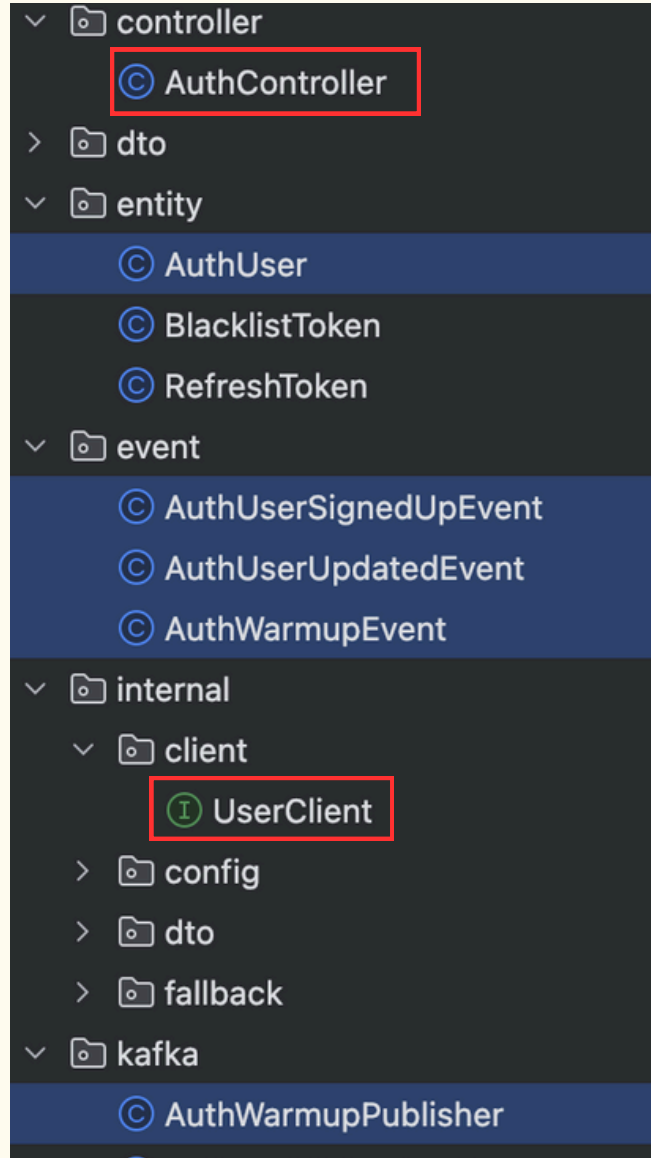 controller
AuthController
dto
entity
AuthUser
BlacklistToken
RefreshToken
event
AuthUserSignedUpEvent
AuthUserUpdatedEvent
AuthWarmupEvent
internal
client
UserClient
config
dto
fallback
kafka
AuthWarmupPublisher